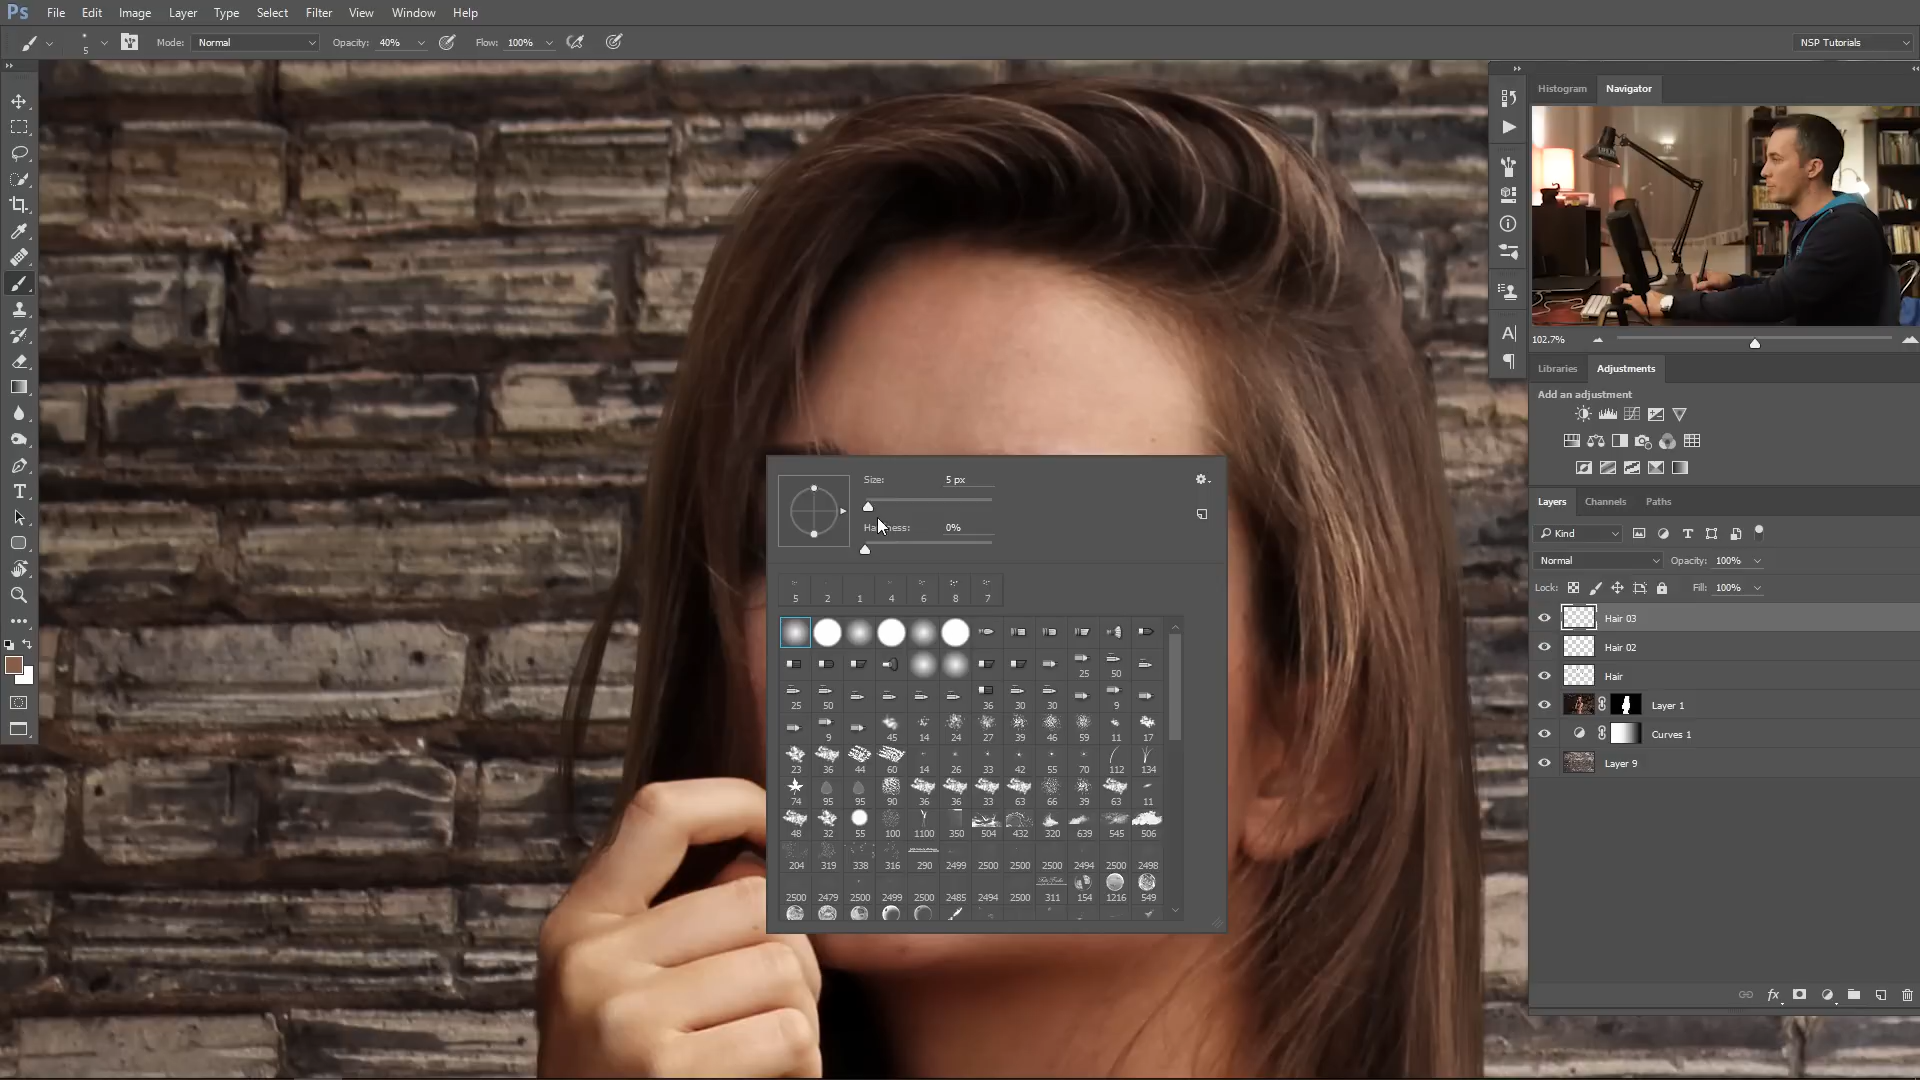 Ps File Edit Image Layer Type Select Filter View Window Help
5 Mode: Normal Opacity: 40% Flow: 100% NSP Tutorials
Histogram Navigator
102.7%
Libraries Adjustments
Add an adjustment
Layers Channels Paths
Kind
Normal Opacity: 100%
Lock: Fill: 100%
Hair 03
Hair 02
Hair
Layer 1
Curves 1
Layer 9
Size: 5 px
0%
5 2 1 4 6 8 7
25 50
25 50 36 30 30 9
9 45 14 24 27 39 46 59 11 17
23 36 44 60 14 26 33 42 55 70 112 134
74 95 95 90 36 36 33 63 66 39 63 11
48 32 55 100 1100 350 504 432 320 639 545 506
204 319 338 316 290 2499 2500 2500 2500 2494 2500 2498
2500 2479 2500 2499 2500 2485 2494 2500 311 154 1216 549